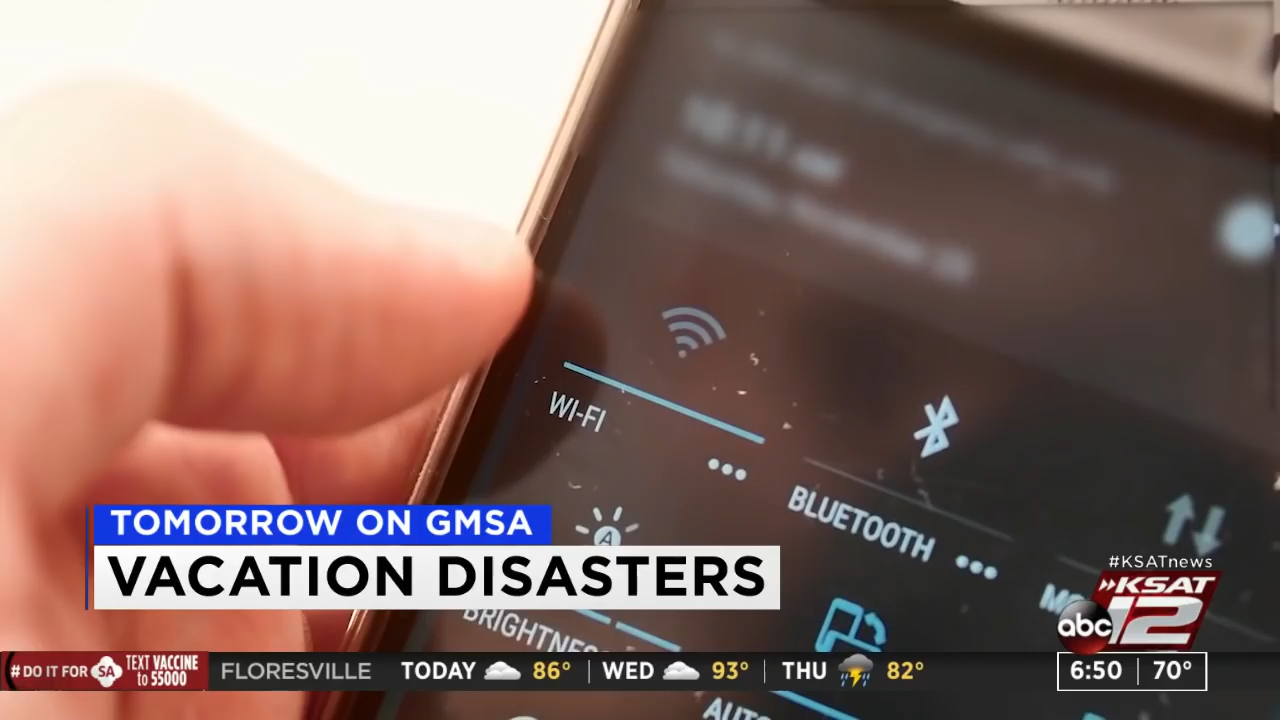 WI-FI
BLUETOOTH
TOMORROW ON GMSA
VACATION DISASTERS
#KSATnews
KSAT
abc 12
# DO IT FOR SA TEXT VACCINE to 55000
FLORESVILLE
TODAY 86° WED 93° THU 82°
6:50 70°